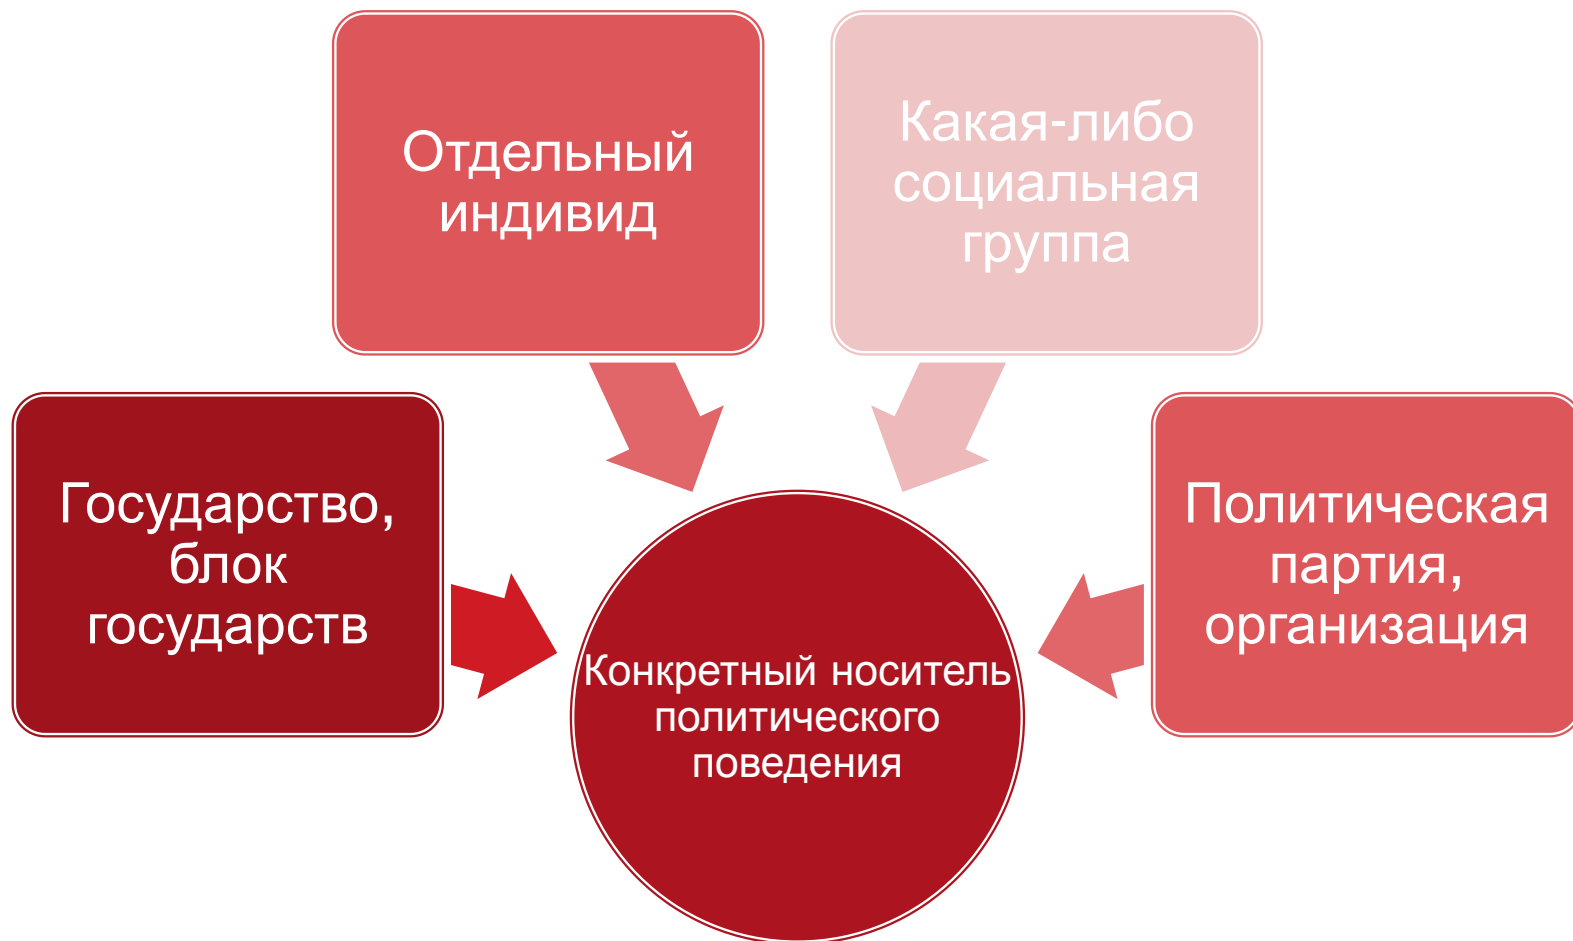 Отдельный
индивид
Какая-либо
социальная
группа
Государство,
блок
государств
Политическая
партия,
организация
Конкретный носитель
политического
поведения